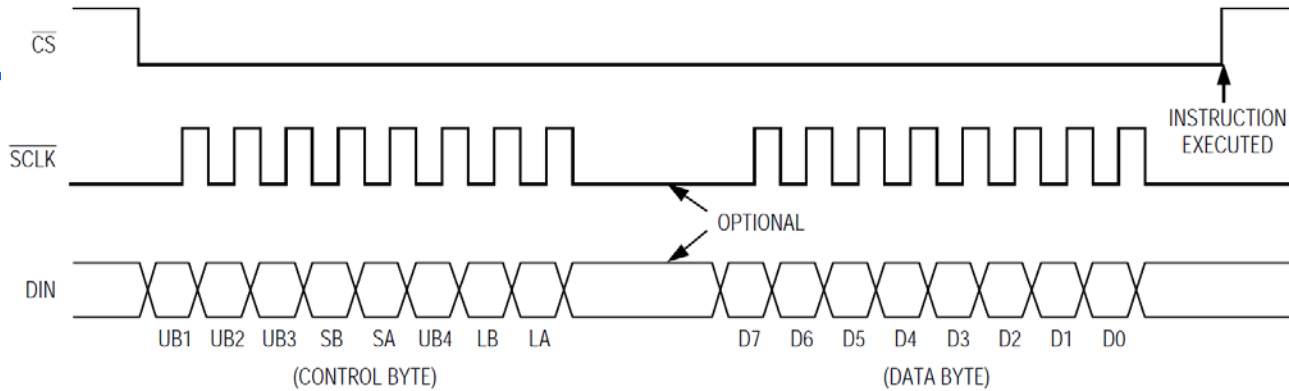 CS
INSTRUCTION
EXECUTED
SCLK
OPTIONAL
DIN
UB1 UB2 UB3 SB SA UB4 LB LA D7 D6 D5 D4 D3 D2 D1 D0
(CONTROL BYTE) (DATA BYTE)